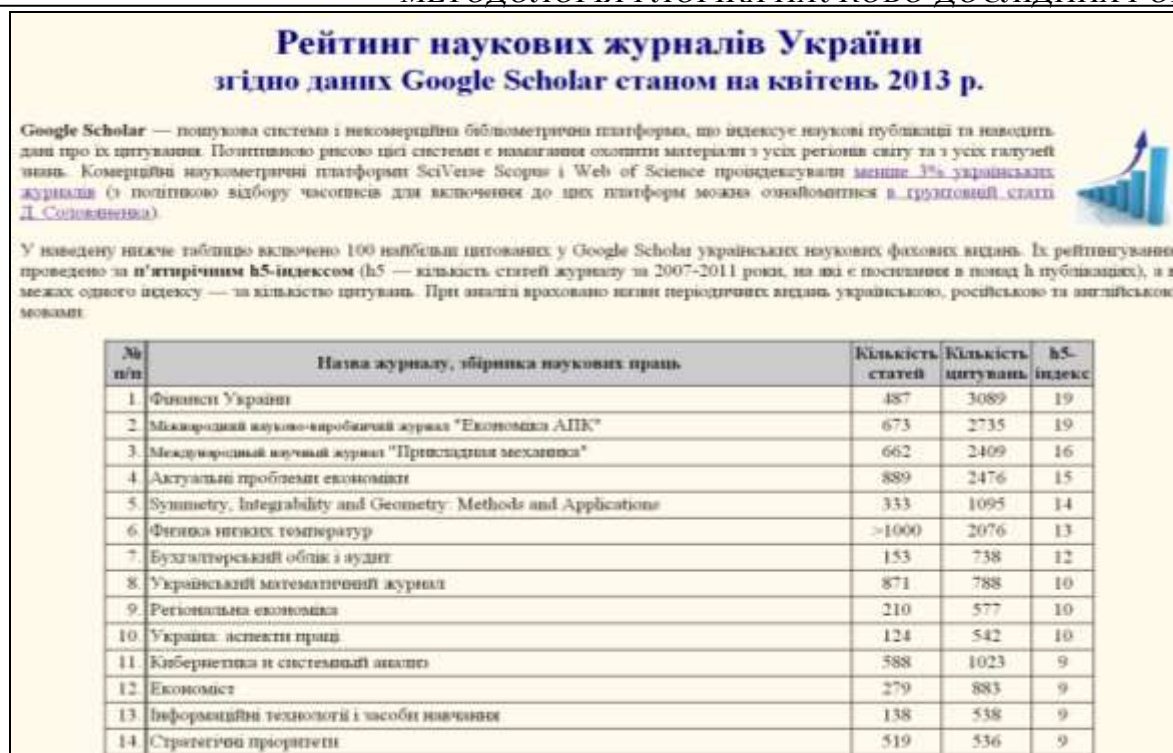 Рейтинг наукових журналів України
згідно даних Google Scholar станом на квітень 2013 р.
Google Scholar — пошукова система і некомерційна бібліометрична платформа, що індексує наукові публікації та наводить
дані про їх цитування. Позитивною рисою цієї системи є намагання охопити матеріали з усіх регіонів світу та з усіх галузей
знань. Комерційні наукометричні платформи SciVerse Scopus і Web of Science проіндексували менше 3% українських
журналів (з політикою відбору часописів для включення до цих платформ можна ознайомитися в ґрунтовній статті
Д. Солов'яненка).
У наведену нижче таблицю включено 100 найбільш цитованих у Google Scholar українських наукових фахових видань. Їх рейтингування
проведено за п'ятирічним h5-індексом (h5 — кількість статей журналу за 2007-2011 роки, на які є посилання в понад h публікаціях), а в
межах одного індексу — за кількістю цитувань. При аналізі враховано назви періодичних видань українською, російською та англійською
мовами.
№ п/п Назва журналу, збірника наукових праць Кількість статей Кількість цитувань h5-індекс
1. Финанси України 487 3089 19
2. Міжнародний науково-виробничий журнал "Економіка АПК" 673 2735 19
3. Международный научный журнал "Прикладная механика" 662 2409 16
4. Актуальні проблеми економіки 889 2476 15
5. Symmetry, Integrability and Geometry: Methods and Applications 333 1095 14
6. Физика низких температур >1000 2076 13
7. Бухгалтерський облік і аудит 153 738 12
8. Український математичний журнал 871 788 10
9. Регіональна економіка 210 577 10
10. Україна: аспекти праці 124 542 10
11. Кибернетика и системный анализ 588 1023 9
12. Економіст 279 883 9
13. Інформаційні технології і засоби навчання 138 538 9
14. Стратегічні пріоритети 519 536 9